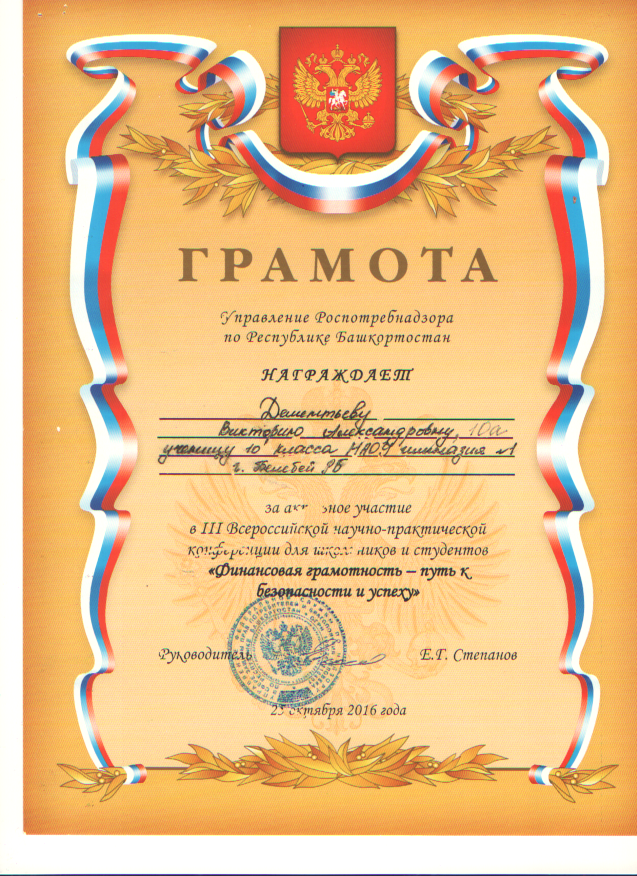 ГРАМОТА
Управление Роспотребнадзора
по Республике Башкортостан
НАГРАЖДАЕТ
Дементьеву
Викторию Александровну, 10а
ученицу 10 класса МАОУ гимназия №1
г. Белебей РБ
за активное участие
в III Всероссийской научно-практической
конференции для школьников и студентов
«Финансовая грамотность – путь к
безопасности и успеху»
Руководитель Е.Г. Степанов
октября 2016 года